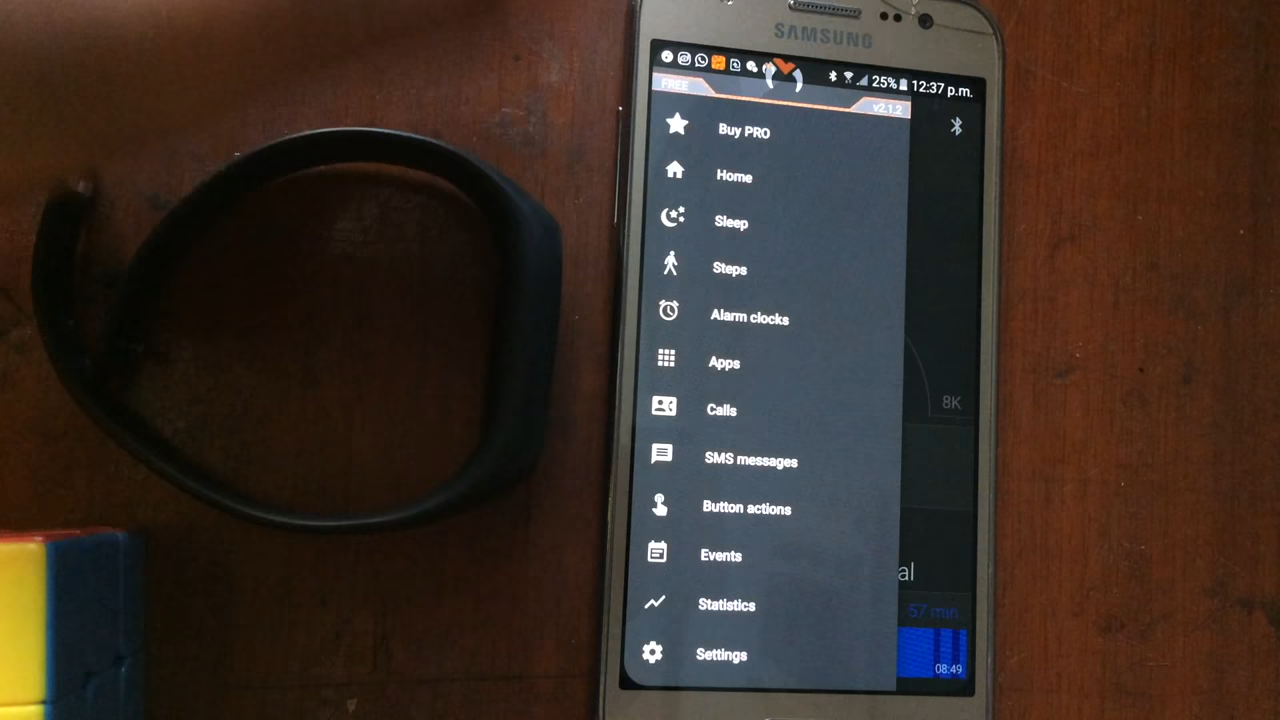 SAMSUNG
25% 12:37 p.m.
FREE
v2.1.2
Buy PRO
Home
Sleep
Steps
Alarm clocks
Apps
8K
Calls
SMS messages
Button actions
Events
al
Statistics
57 min
Settings
08:49